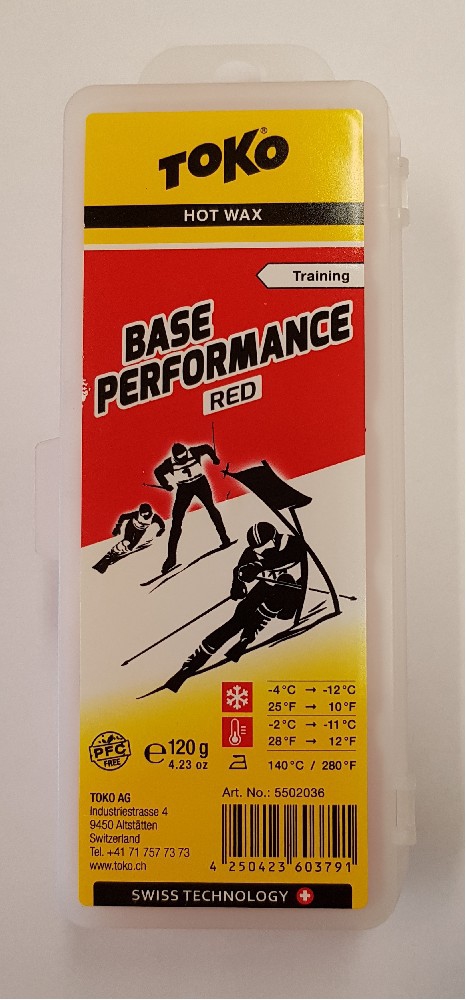 TOKO®
HOT WAX
Training
BASE
PERFORMANCE
RED
1
-4°C → -12°C
25°F → 10°F
-2°C → -11°C
28°F → 12°F
140°C / 280°F
PFC
FREE
℮120 g
4.23 oz
Art. No.: 5502036
TOKO AG
Industriestrasse 4
9450 Altstätten
Switzerland
Tel. +41 71 757 73 73
www.toko.ch
4 250423 603791
SWISS TECHNOLOGY